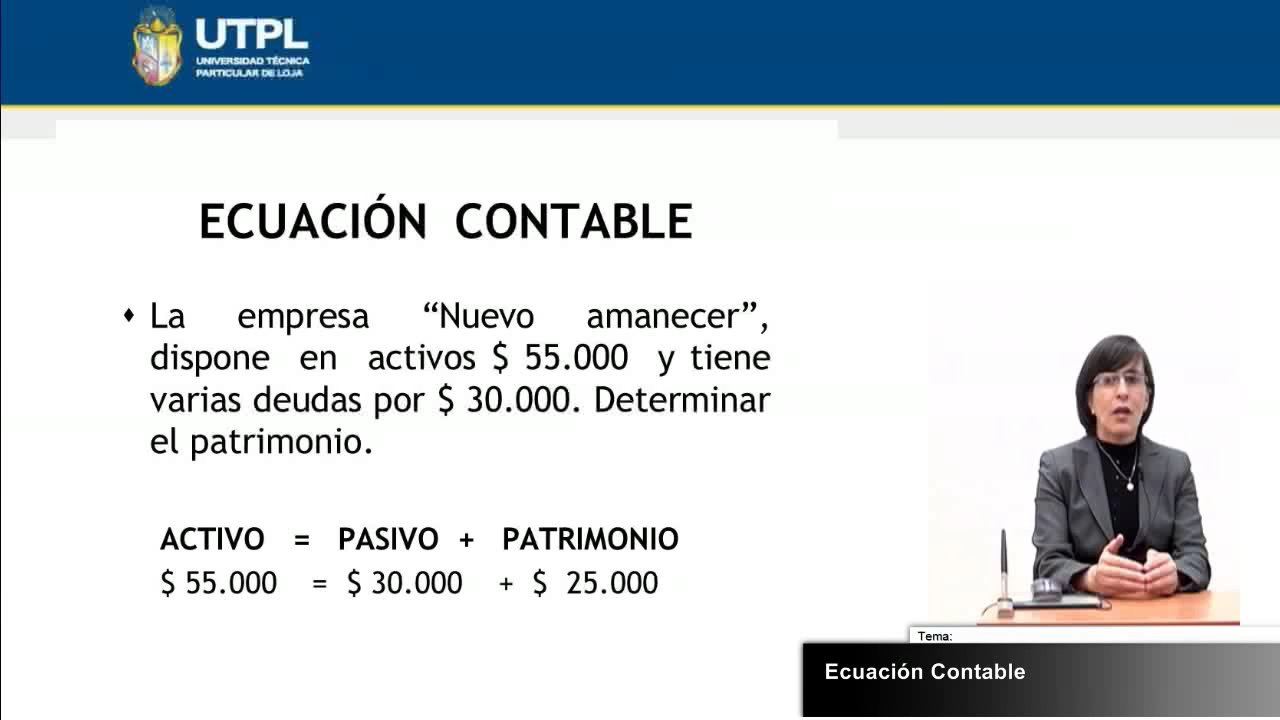 UTPL
UNIVERSIDAD TÉCNICA
PARTICULAR DE LOJA
ECUACIÓN CONTABLE
La empresa “Nuevo amanecer”,
dispone en activos $ 55.000 y tiene
varias deudas por $ 30.000. Determinar
el patrimonio.
ACTIVO = PASIVO + PATRIMONIO
$ 55.000 = $ 30.000 + $ 25.000
Tema:
Ecuación Contable